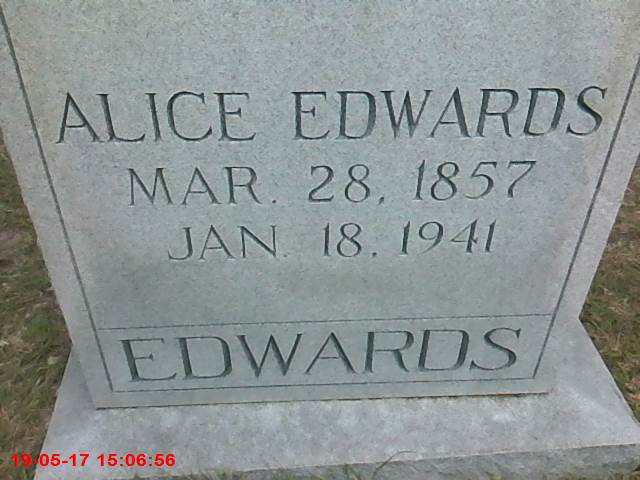 ALICE EDWARDS
MAR. 28, 1857
JAN. 18, 1941
EDWARDS
19-05-17 15:06:56